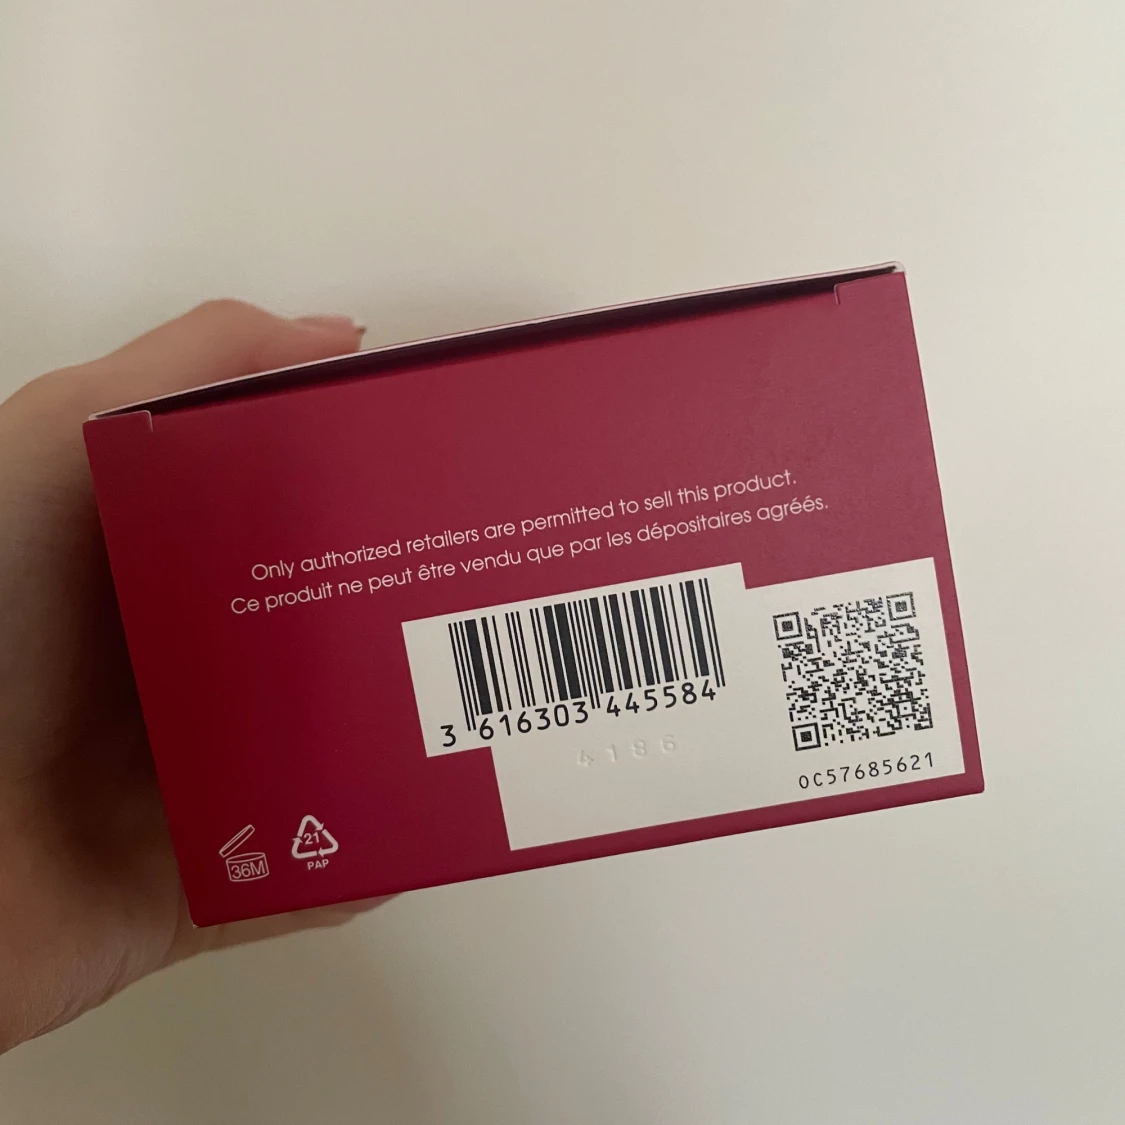 Only authorized retailers are permitted to sell this product.
Ce produit ne peut être vendu que par les dépositaires agréés.
3 616303 445584
4186
0C57685621
36M
21
PAP